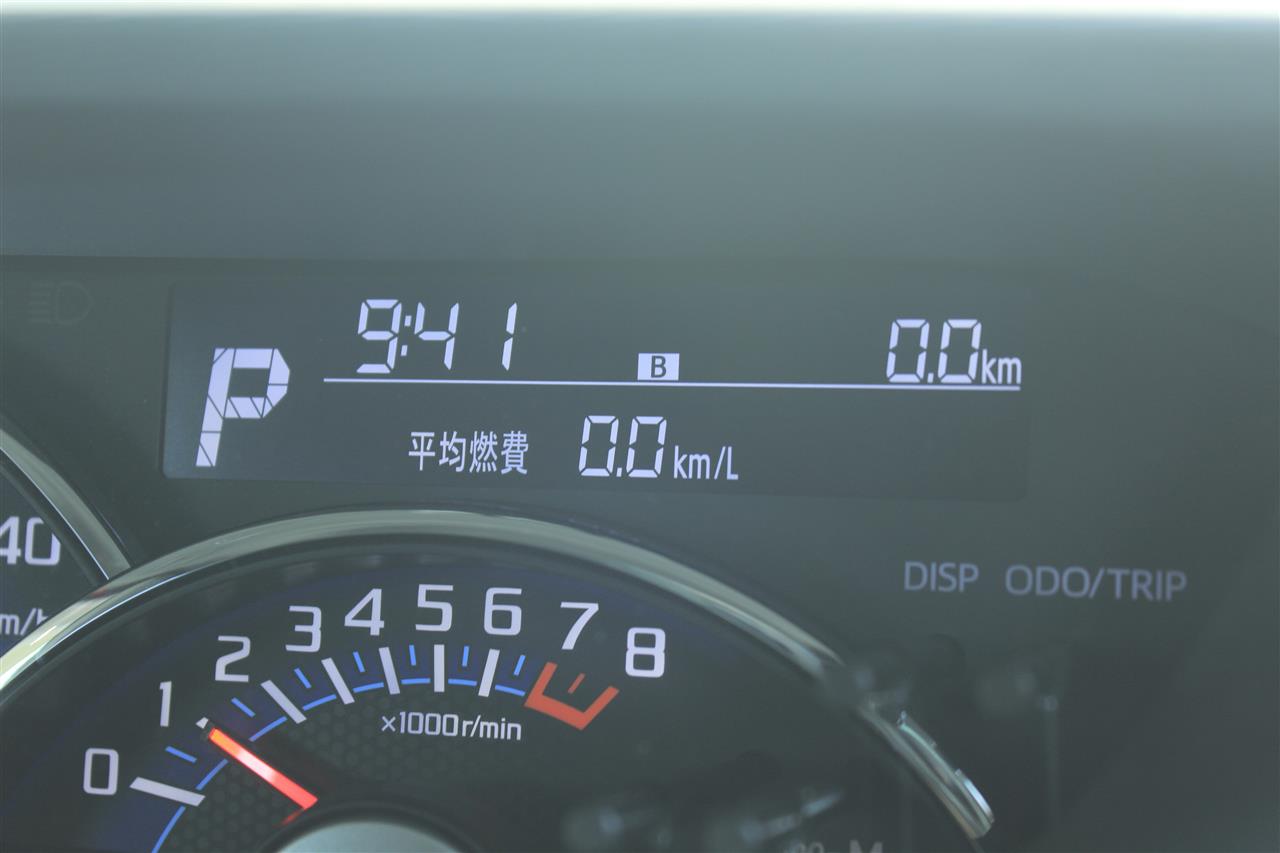 9:41
B
0.0km
P
平均燃費 0.0km/L
DISP ODO/TRIP
40
0 1 2 3 4 5 6 7 8
×1000r/min